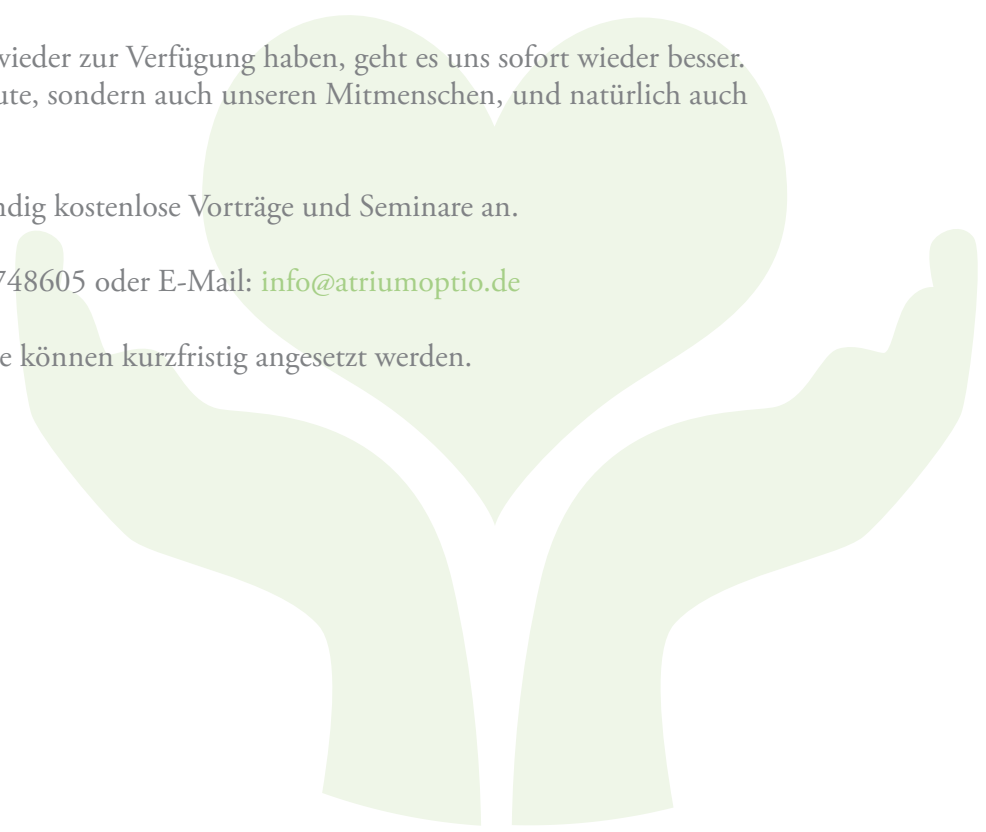 wieder zur Verfügung haben, geht es uns sofort wieder besser.
ute, sondern auch unseren Mitmenschen, und natürlich auch
ndig kostenlose Vorträge und Seminare an.
748605 oder E-Mail: info@atriumoptio.de
e können kurzfristig angesetzt werden.